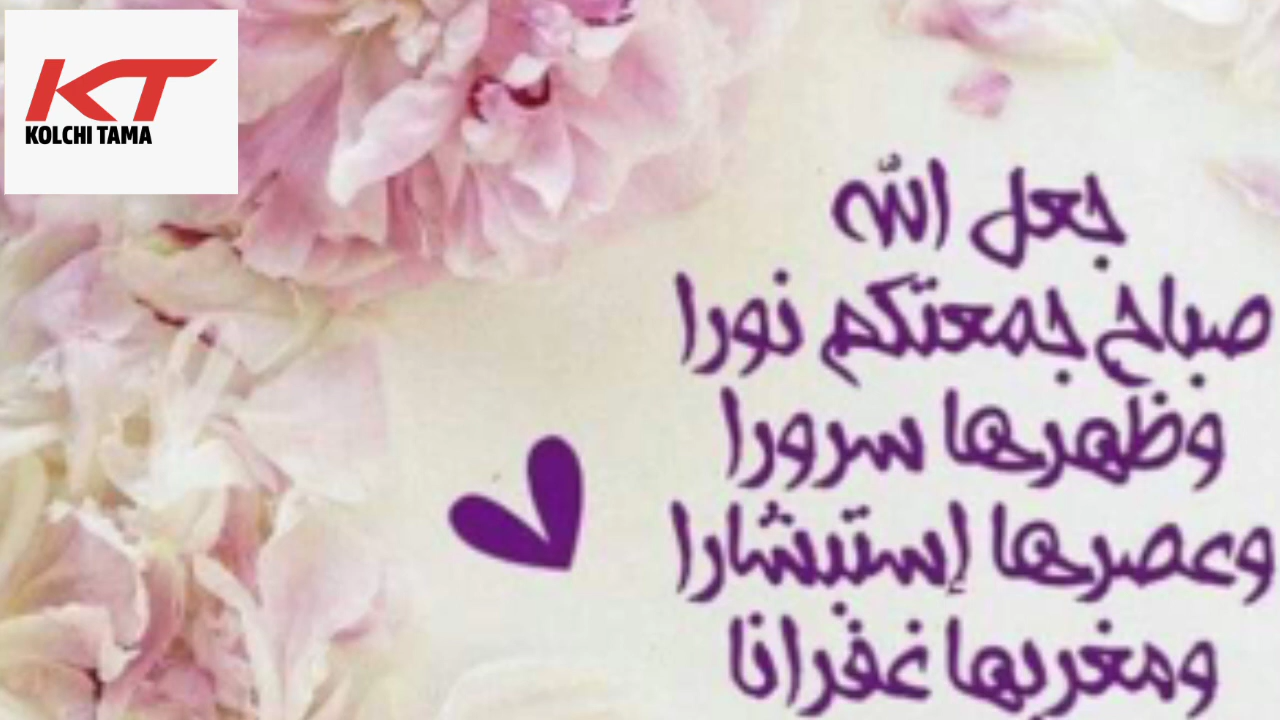 KT
KOLCHI TAMA
جعل الله
صباح جمعتكم نورا
وظهرها سرورا
وعصرها إستبشارا
ومغربها غفرانا